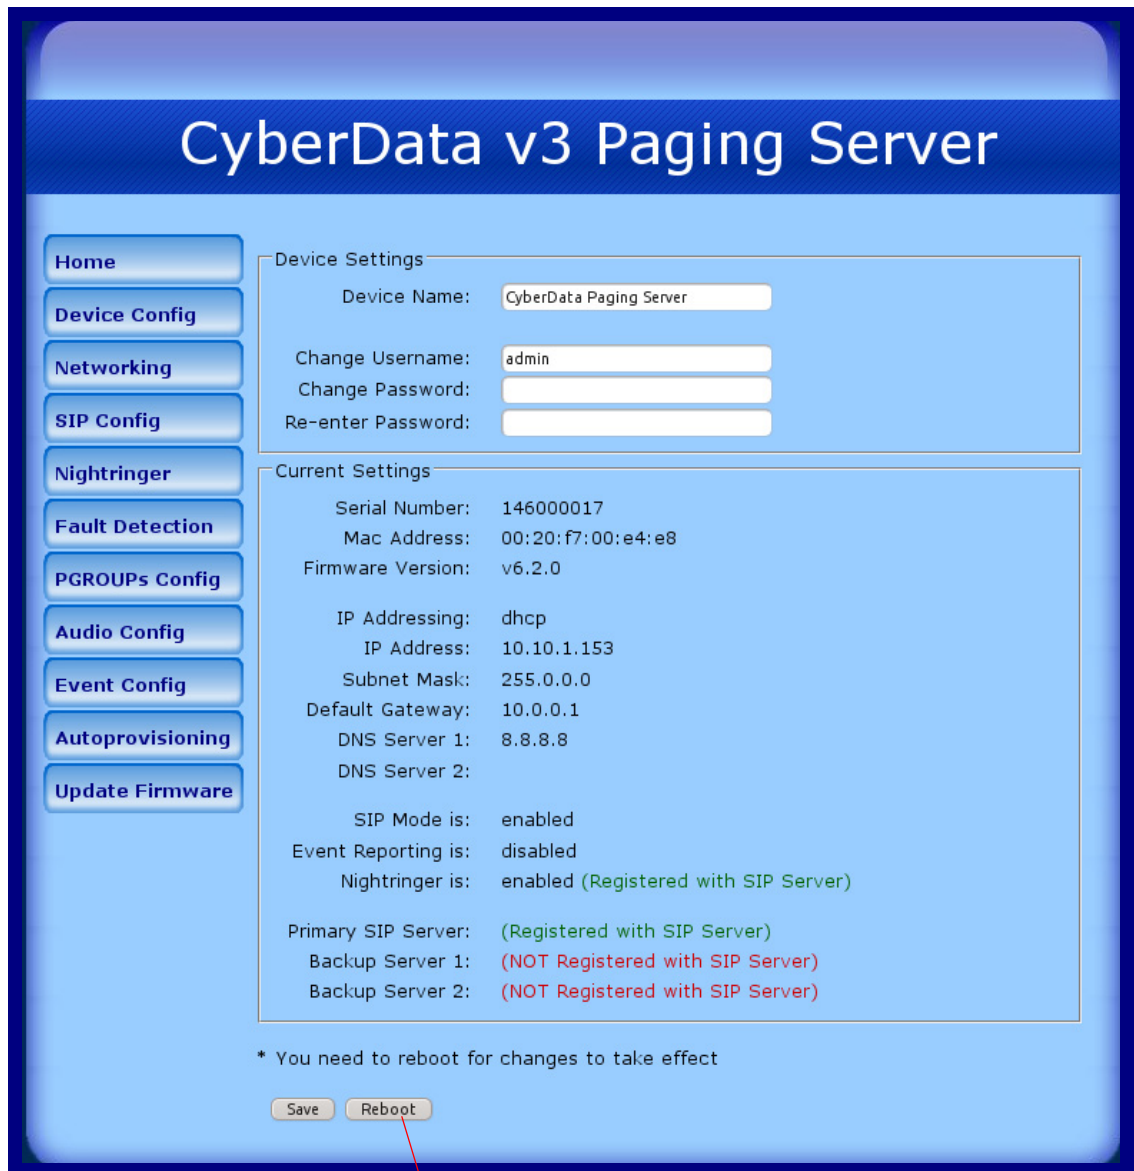 CyberData v3 Paging Server
Home
Device Config
Networking
SIP Config
Nightringer
Fault Detection
PGROUPs Config
Audio Config
Event Config
Autoprovisioning
Update Firmware
Device Settings
Device Name: CyberData Paging Server
Change Username: admin
Change Password:
Re-enter Password:
Current Settings
Serial Number: 146000017
Mac Address: 00:20:f7:00:e4:e8
Firmware Version: v6.2.0
IP Addressing: dhcp
IP Address: 10.10.1.153
Subnet Mask: 255.0.0.0
Default Gateway: 10.0.0.1
DNS Server 1: 8.8.8.8
DNS Server 2:
SIP Mode is: enabled
Event Reporting is: disabled
Nightringer is: enabled (Registered with SIP Server)
Primary SIP Server: (Registered with SIP Server)
Backup Server 1: (NOT Registered with SIP Server)
Backup Server 2: (NOT Registered with SIP Server)
* You need to reboot for changes to take effect
Save Reboot